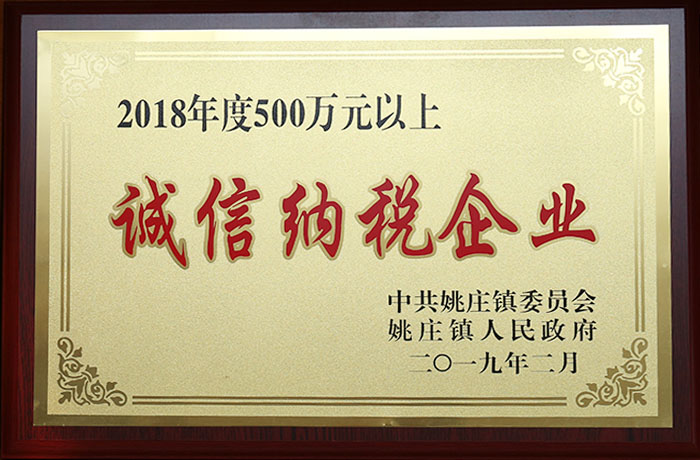 2018年度500万元以上
诚信纳税企业
中共姚庄镇委员会
姚庄镇人民政府
二〇一九年二月